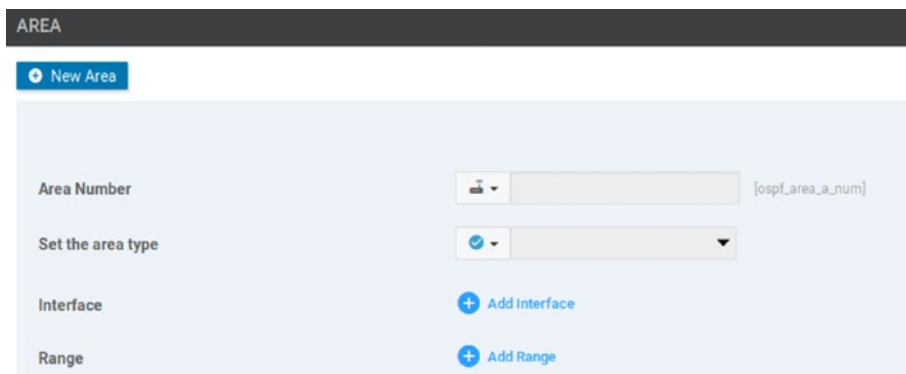 AREA
New Area
Area Number [ospf_area_a_num]
Set the area type
Interface Add Interface
Range Add Range